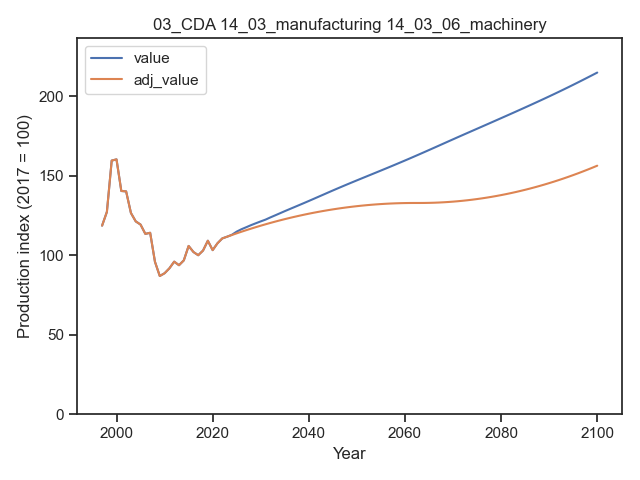 03_CDA 14_03_manufacturing 14_03_06_machinery
value
adj_value
Production index (2017 = 100)
200
150
100
50
0
2000
2020
2040
2060
2080
2100
Year